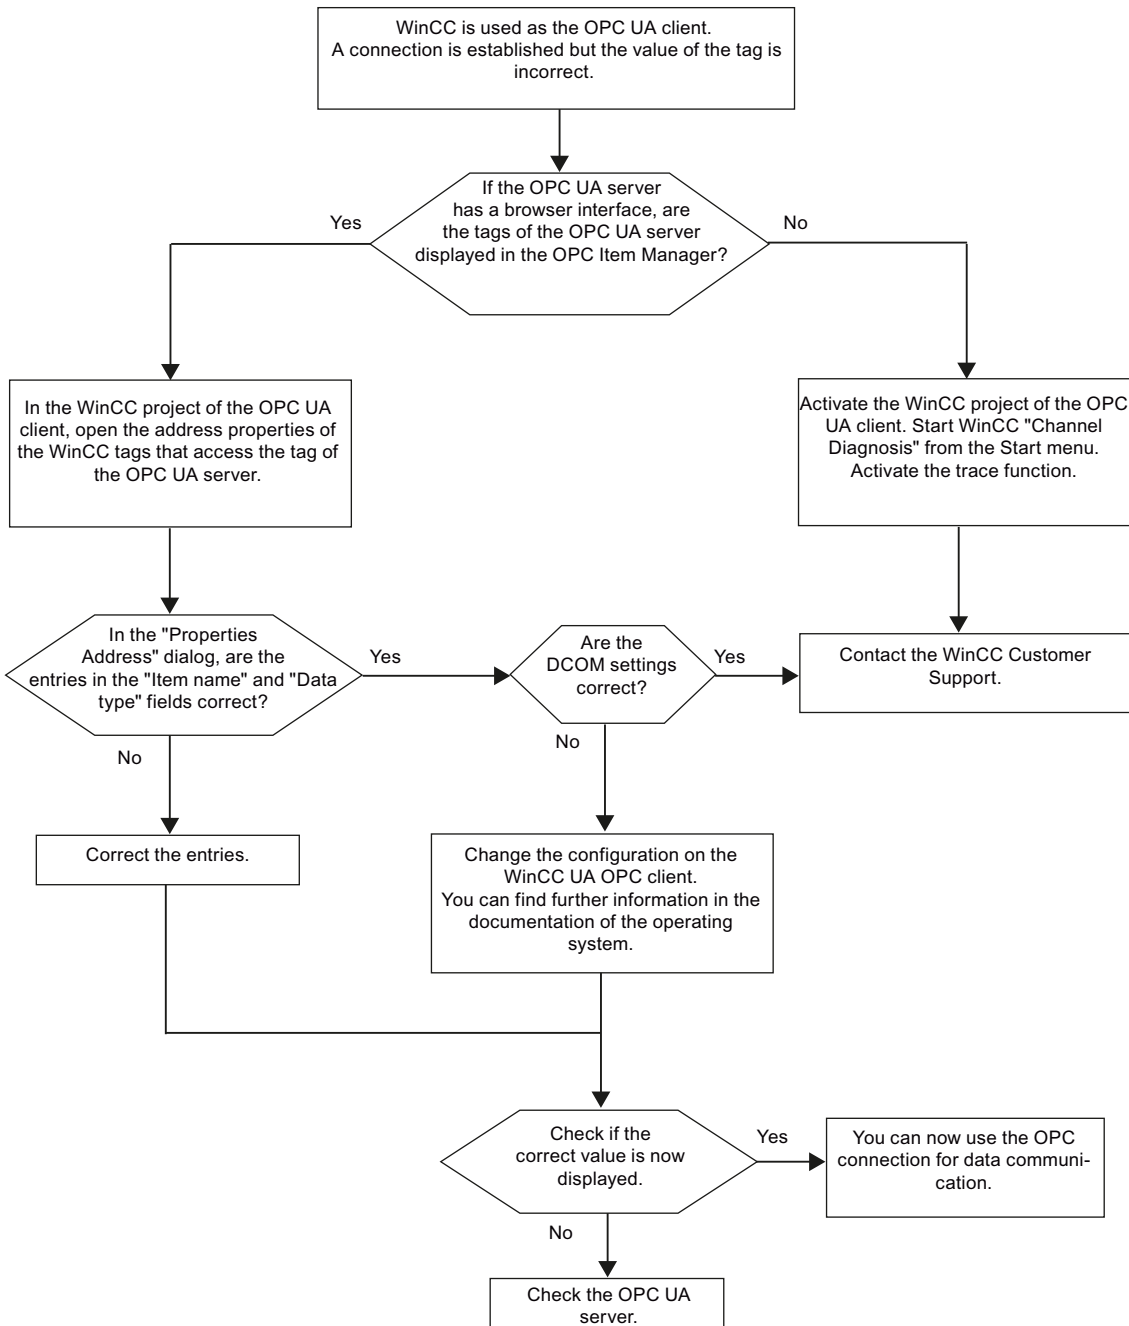 WinCC is used as the OPC UA client.
A connection is established but the value of the tag is
incorrect.
If the OPC UA server
has a browser interface, are
the tags of the OPC UA server
displayed in the OPC Item Manager?
Yes
No
In the WinCC project of the OPC UA
client, open the address properties of
the WinCC tags that access the tag of
the OPC UA server.
Activate the WinCC project of the OPC
UA client. Start WinCC "Channel
Diagnosis" from the Start menu.
Activate the trace function.
In the "Properties
Address" dialog, are the
entries in the "Item name" and "Data
type" fields correct?
Yes
Are the
DCOM settings
correct?
Yes
Contact the WinCC Customer
Support.
No
No
Correct the entries.
Change the configuration on the
WinCC UA OPC client.
You can find further information in the
documentation of the operating
system.
Check if the
correct value is now
displayed.
Yes
You can now use the OPC
connection for data communi-
cation.
No
Check the OPC UA
server.